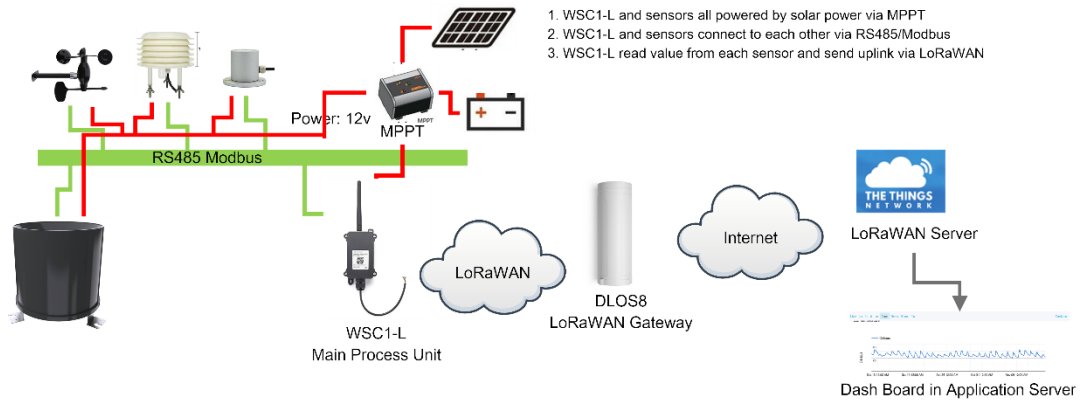 1. WSC1-L and sensors all powered by solar power via MPPT
2. WSC1-L and sensors connect to each other via RS485/Modbus
3. WSC1-L read value from each sensor and send uplink via LoRaWAN
Power: 12v
MPPT
MPPT
RS485 Modbus
THE THINGS
NETWORK
LoRaWAN Server
LoRaWAN
Internet
DLOS8
LoRaWAN Gateway
WSC1-L
Main Process Unit
Dash Board in Application Server